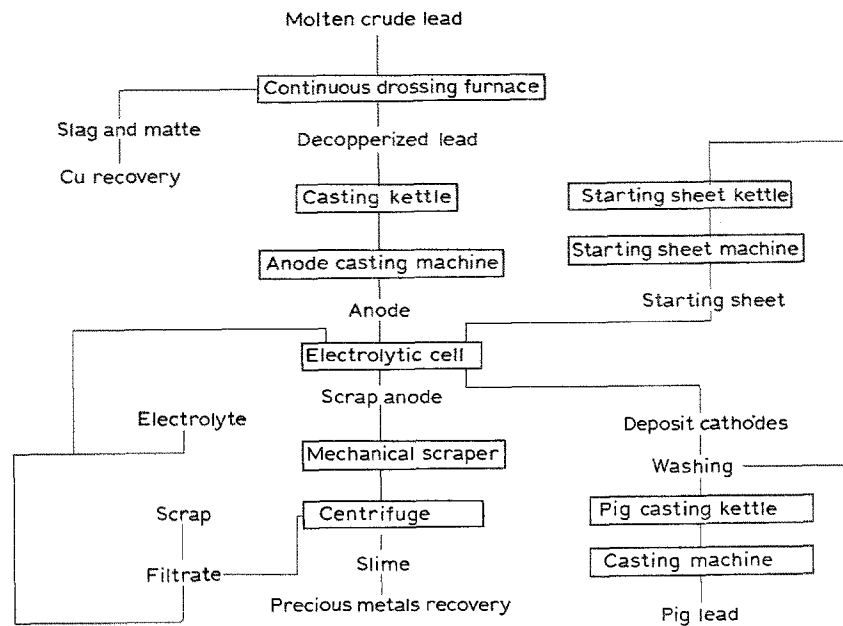 Molten crude lead
Continuous drossing furnace
Slag and matte
Decopperized lead
Cu recovery
Casting kettle
Starting sheet kettle
Anode casting machine
Starting sheet machine
Anode
Starting sheet
Electrolytic cell
Scrap anode
Electrolyte
Deposit cathodes
Mechanical scraper
Washing
Scrap
Centrifuge
Pig casting kettle
Filtrate
Slime
Casting machine
Precious metals recovery
Pig lead